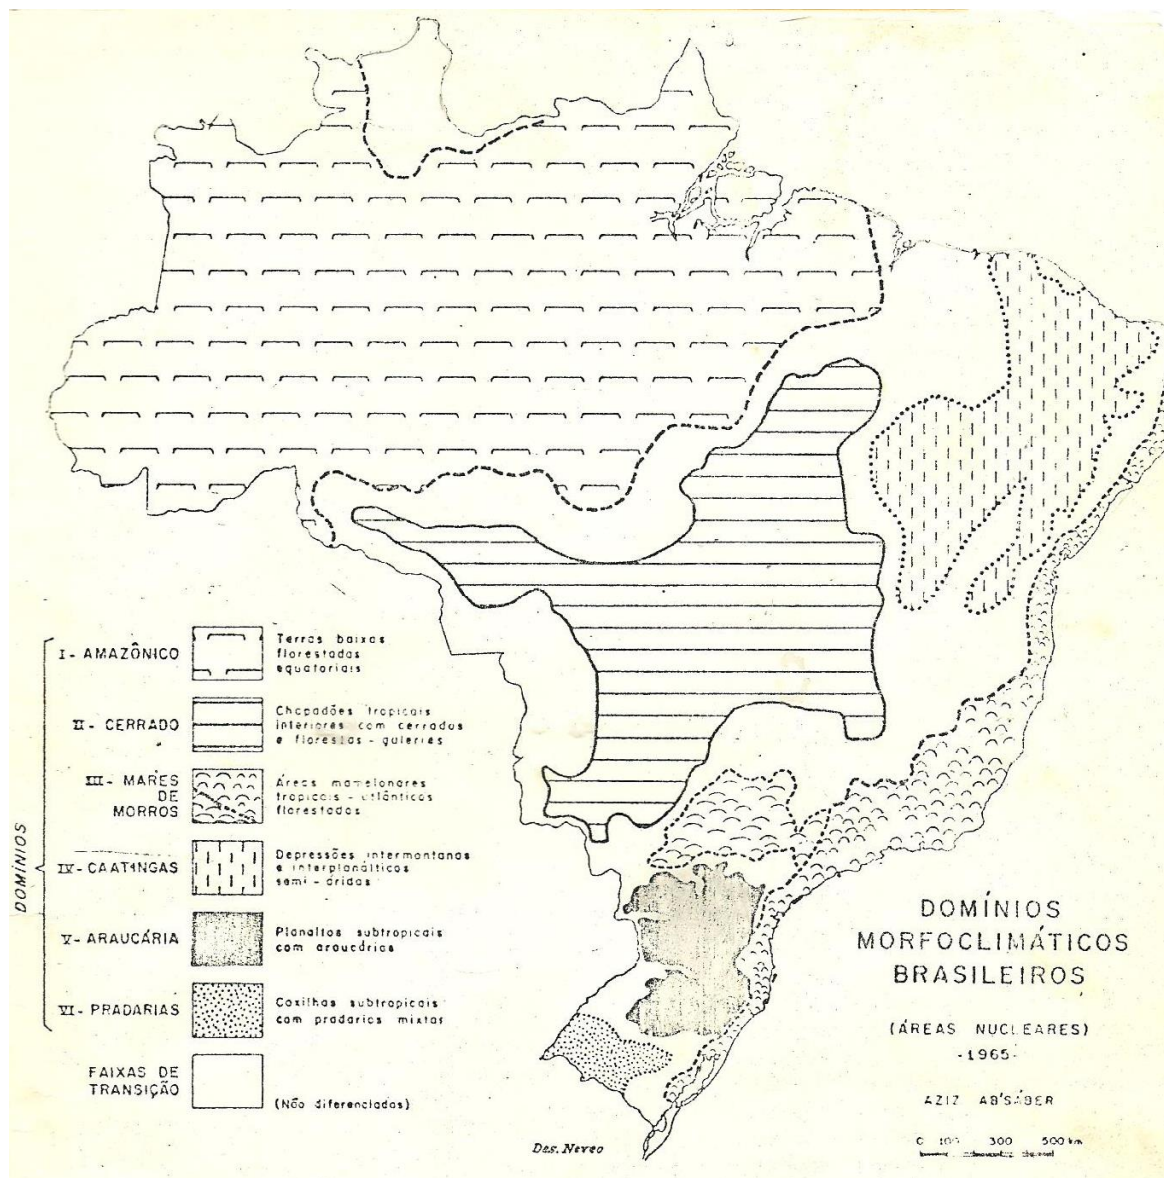 DOMÍNIOS
I - AMAZÔNICO
Terras baixas
florestadas
equatoriais
II - CERRADO
Chapadões tropicais
interiores com cerrados
e florestas - galeries
III - MARES
DE
MORROS
Áreas mamelonares
tropicais - atlânticos
florestadas
IV - CAATINGAS
Depressões intermontanas
e interplanálticas
semi - áridas
V - ARAUCÁRIA
Planaltos subtropicais
com araucárias
VI - PRADARIAS
Coxilhas subtropicais
com pradarias mixtas
FAIXAS DE
TRANSIÇÃO
(Não diferenciadas)
DOMÍNIOS
MORFOCLIMÁTICOS
BRASILEIROS
(ÁREAS NUCLEARES)
-1965-
AZIZ AB'SÁBER
0 100 300 500 km
Des. Neveo